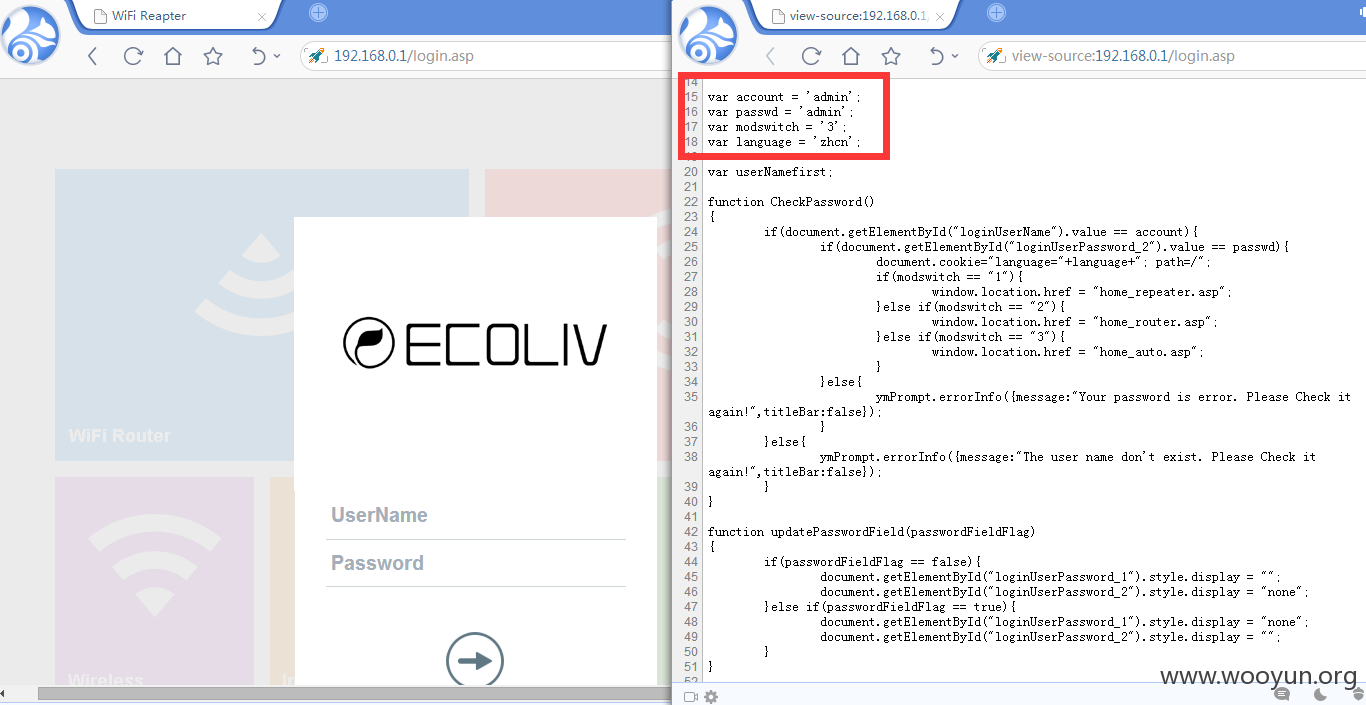 WiFi Reapter
192.168.0.1/login.asp
ECOLIV
WiFi Router
UserName
Password
Wireless
view-source:192.168.0.1
view-source:192.168.0.1/login.asp
14
15 var account = 'admin';
16 var passwd = 'admin';
17 var modswitch = '3';
18 var language = 'zhcn';
20 var userNamefirst;
21
22 function CheckPassword()
23 {
24 if(document.getElementById("loginUserName").value == account){
25 if(document.getElementById("loginUserPassword_2").value == passwd){
26 document.cookie="language="+language+"; path=/";
27 if(modswitch == "1"){
28 window.location.href = "home_repeater.asp";
29 }else if(modswitch == "2"){
30 window.location.href = "home_router.asp";
31 }else if(modswitch == "3"){
32 window.location.href = "home_auto.asp";
33 }
34 }else{
35 ymPrompt.errorInfo({message:"Your password is error. Please Check it
again!",titleBar:false});
36 }
37 }else{
38 ymPrompt.errorInfo({message:"The user name don't exist. Please Check it
again!",titleBar:false});
39 }
40 }
41
42 function updatePasswordField(passwordFieldFlag)
43 {
44 if(passwordFieldFlag == false){
45 document.getElementById("loginUserPassword_1").style.display = "";
46 document.getElementById("loginUserPassword_2").style.display = "none";
47 }else if(passwordFieldFlag == true){
48 document.getElementById("loginUserPassword_1").style.display = "none";
49 document.getElementById("loginUserPassword_2").style.display = "";
50 }
51 }
52
www.wooyun.org